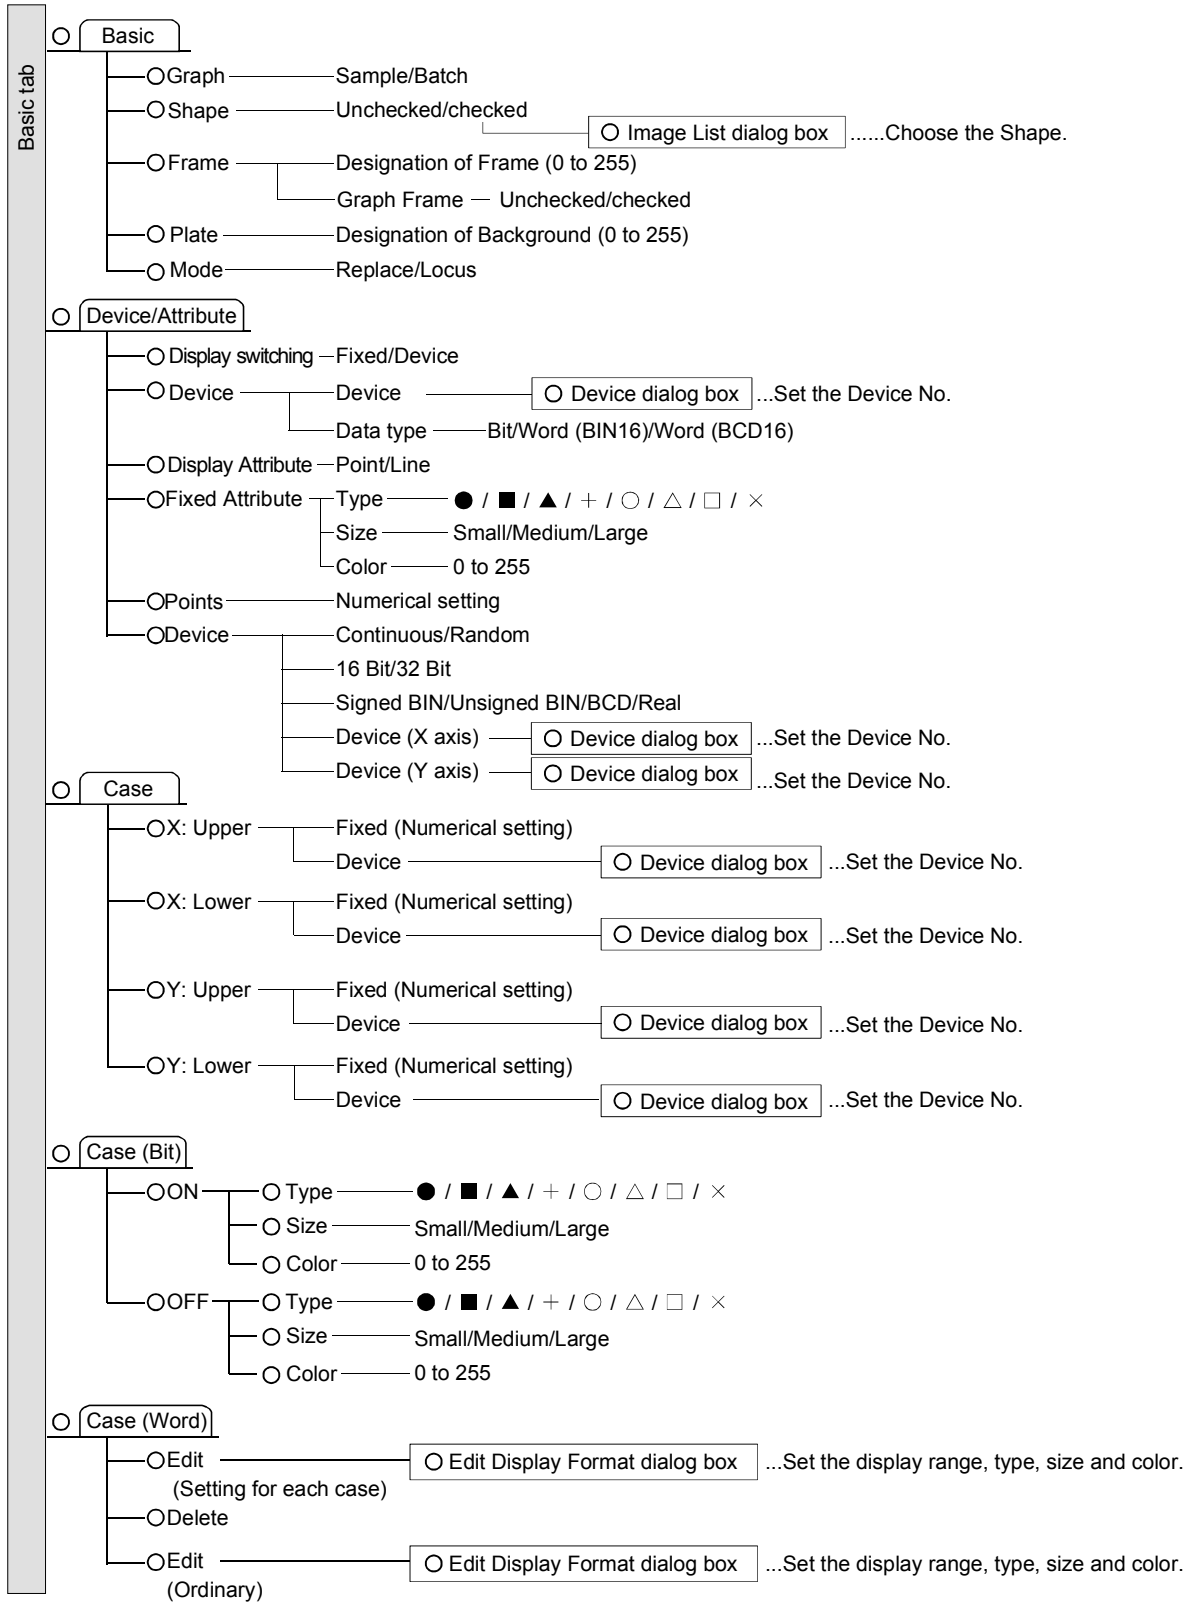 Basic tab
Basic
Graph Sample/Batch
Shape Unchecked/checked
Image List dialog box ......Choose the Shape.
Frame Designation of Frame (0 to 255)
Graph Frame Unchecked/checked
Plate Designation of Background (0 to 255)
Mode Replace/Locus
Device/Attribute
Display switching Fixed/Device
Device Device Device dialog box ...Set the Device No.
Data type Bit/Word (BIN16)/Word (BCD16)
Display Attribute Point/Line
Fixed Attribute Type ● / ■ / ▲ / + / ○ / △ / □ / ×
Size Small/Medium/Large
Color 0 to 255
Points Numerical setting
Device Continuous/Random
16 Bit/32 Bit
Signed BIN/Unsigned BIN/BCD/Real
Device (X axis) Device dialog box ...Set the Device No.
Device (Y axis) Device dialog box ...Set the Device No.
Case
X: Upper Fixed (Numerical setting)
Device Device dialog box ...Set the Device No.
X: Lower Fixed (Numerical setting)
Device Device dialog box ...Set the Device No.
Y: Upper Fixed (Numerical setting)
Device Device dialog box ...Set the Device No.
Y: Lower Fixed (Numerical setting)
Device Device dialog box ...Set the Device No.
Case (Bit)
ON Type ● / ■ / ▲ / + / ○ / △ / □ / ×
Size Small/Medium/Large
Color 0 to 255
OFF Type ● / ■ / ▲ / + / ○ / △ / □ / ×
Size Small/Medium/Large
Color 0 to 255
Case (Word)
Edit Edit Display Format dialog box ...Set the display range, type, size and color.
(Setting for each case)
Delete
Edit Edit Display Format dialog box ...Set the display range, type, size and color.
(Ordinary)